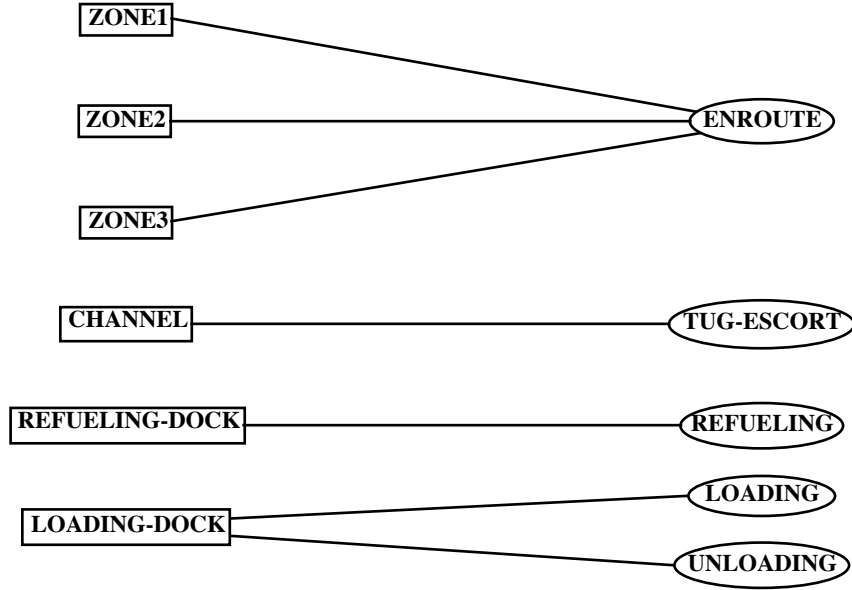 ZONE1
ZONE2
ENROUTE
ZONE3
CHANNEL
TUG-ESCORT
REFUELING-DOCK
REFUELING
LOADING
LOADING-DOCK
UNLOADING